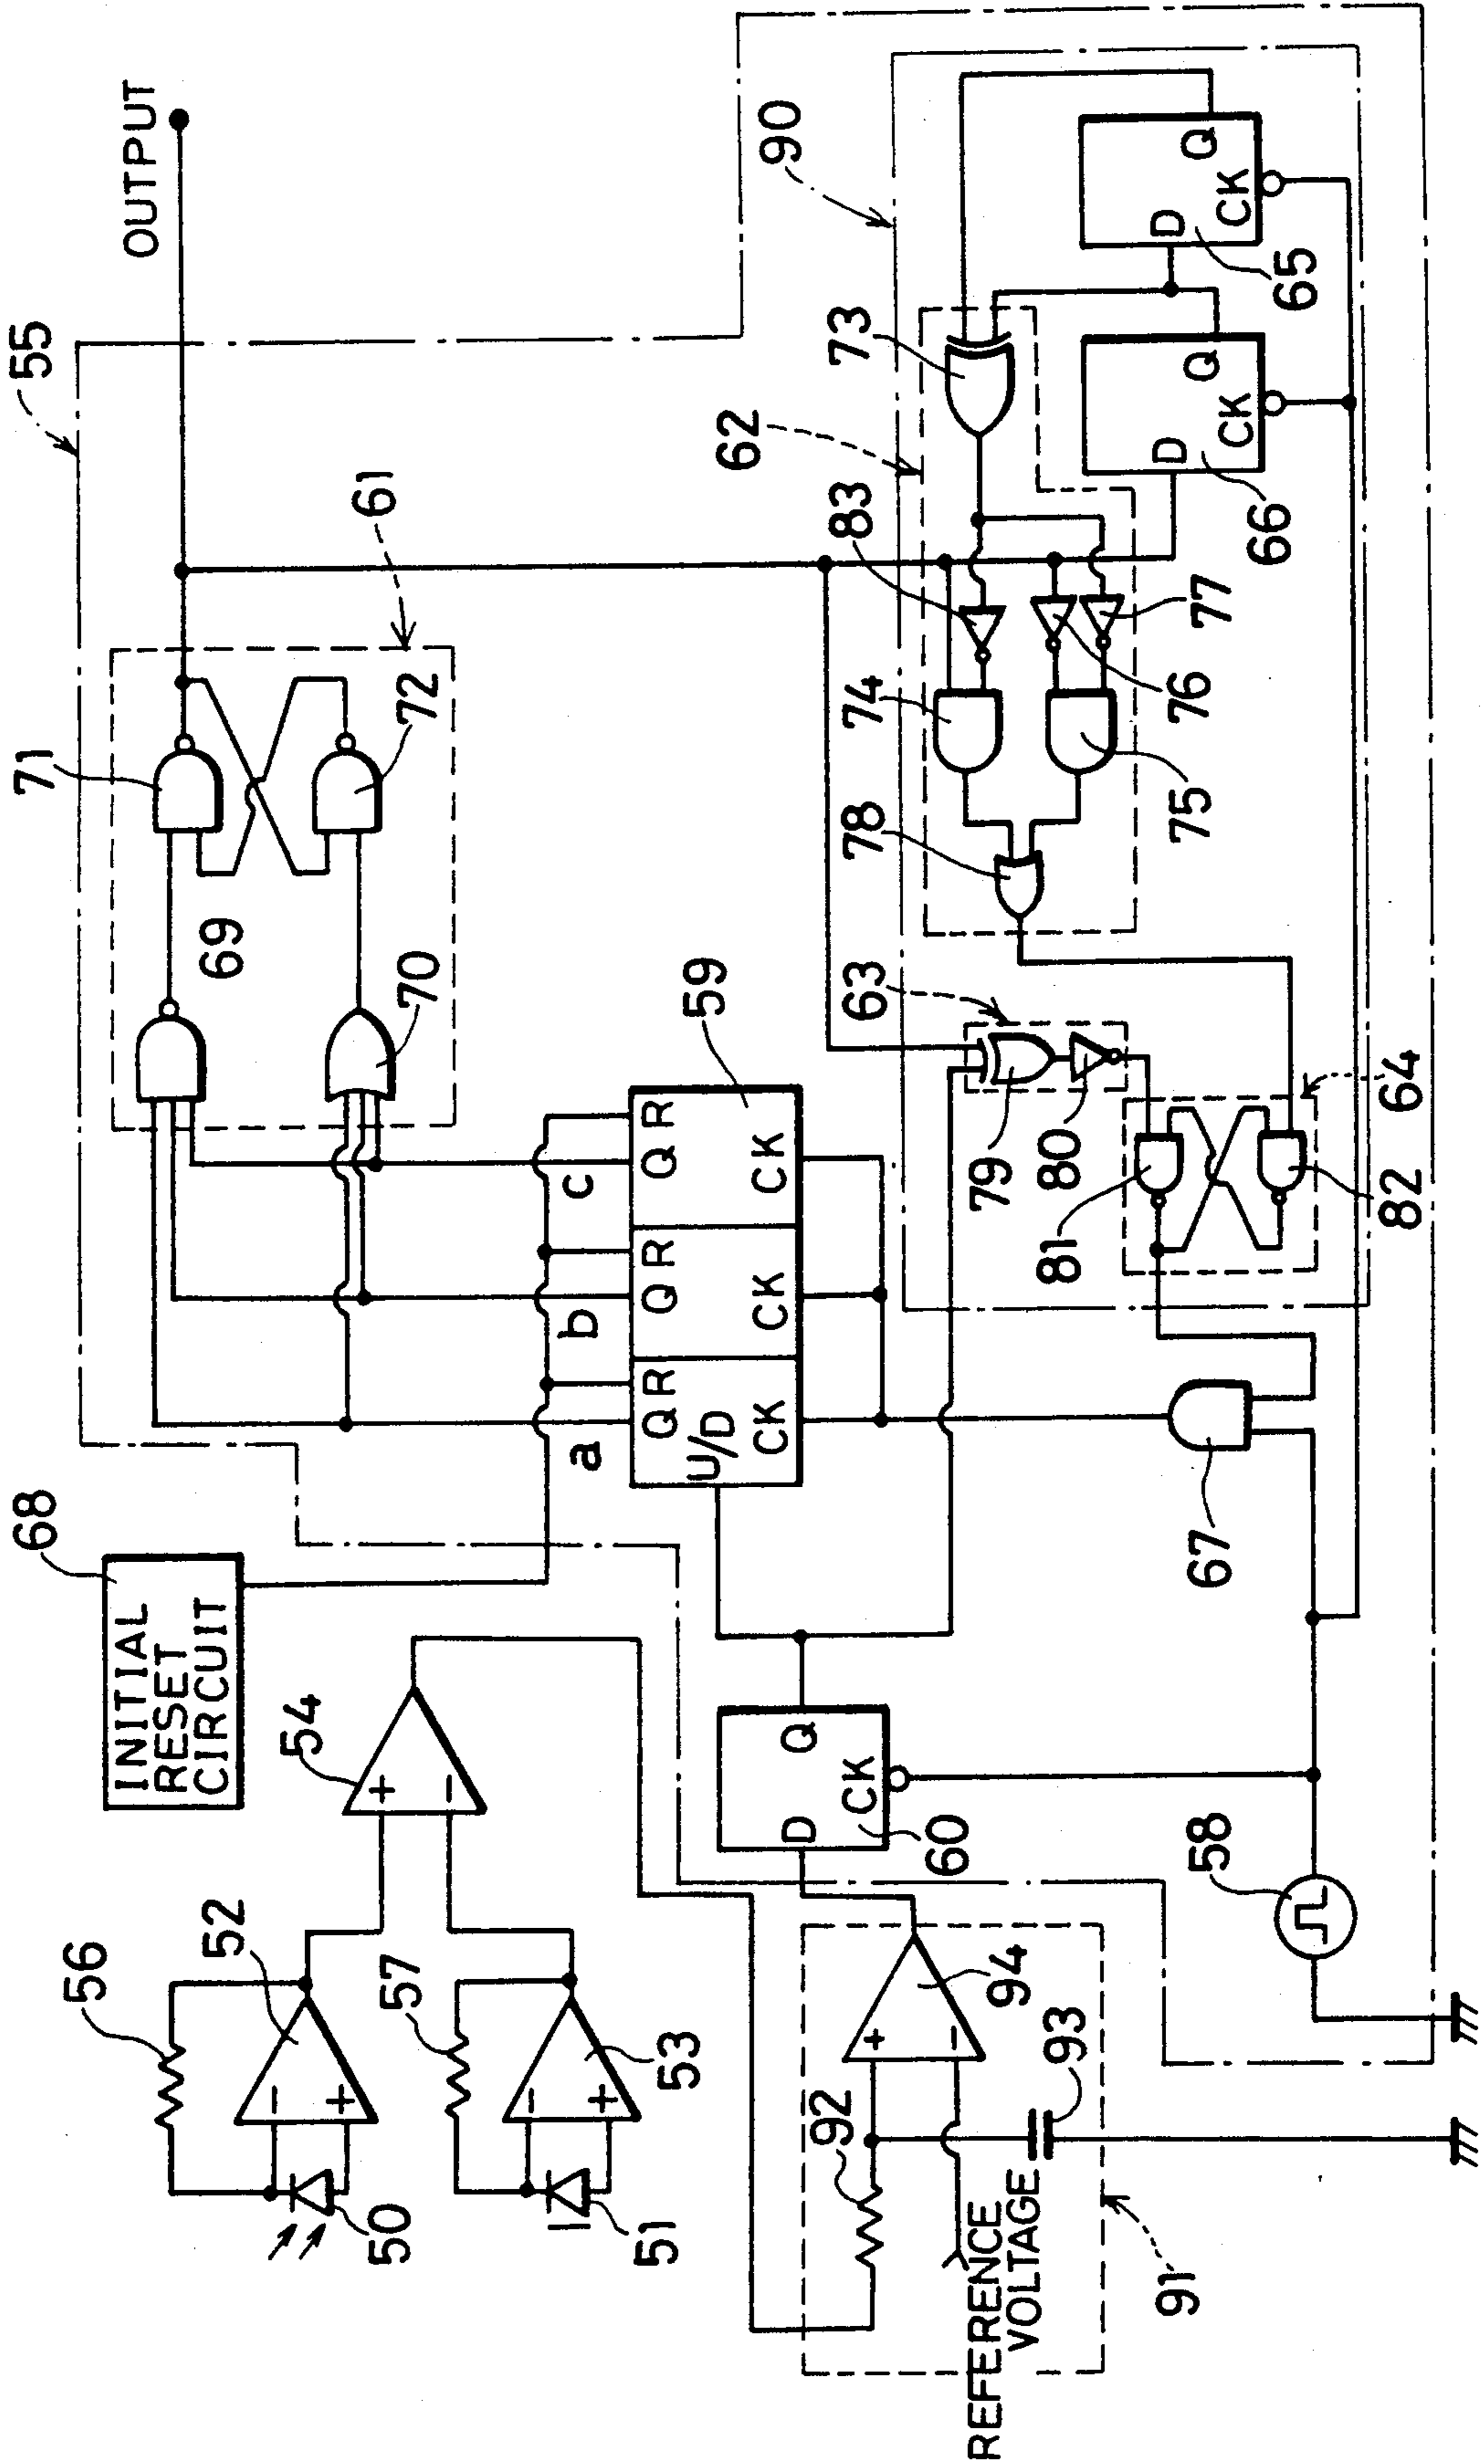 OUTPUT
55
61
71
72
69
70
68
INITIAL
RESET
CIRCUIT
59
Q R
Q R
Q R
a
b
c
U/D
CK
CK
CK
90
62
73
83
74
76
77
75
78
63
79
80
81
82
64
D
Q
CK
65
D
Q
CK
66
67
54
+
−
56
52
−
+
50
57
53
−
+
51
D
Q
CK
60
58
94
+
−
92
93
91
REFERENCE
VOLTAGE